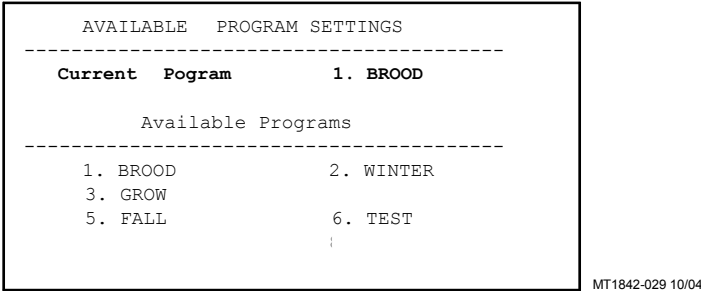 AVAILABLE PROGRAM SETTINGS
-----------------------------------------
Current Pogram 1. BROOD
Available Programs
-----------------------------------------
1. BROOD 2. WINTER
3. GROW
5. FALL 6. TEST
MT1842-029 10/04